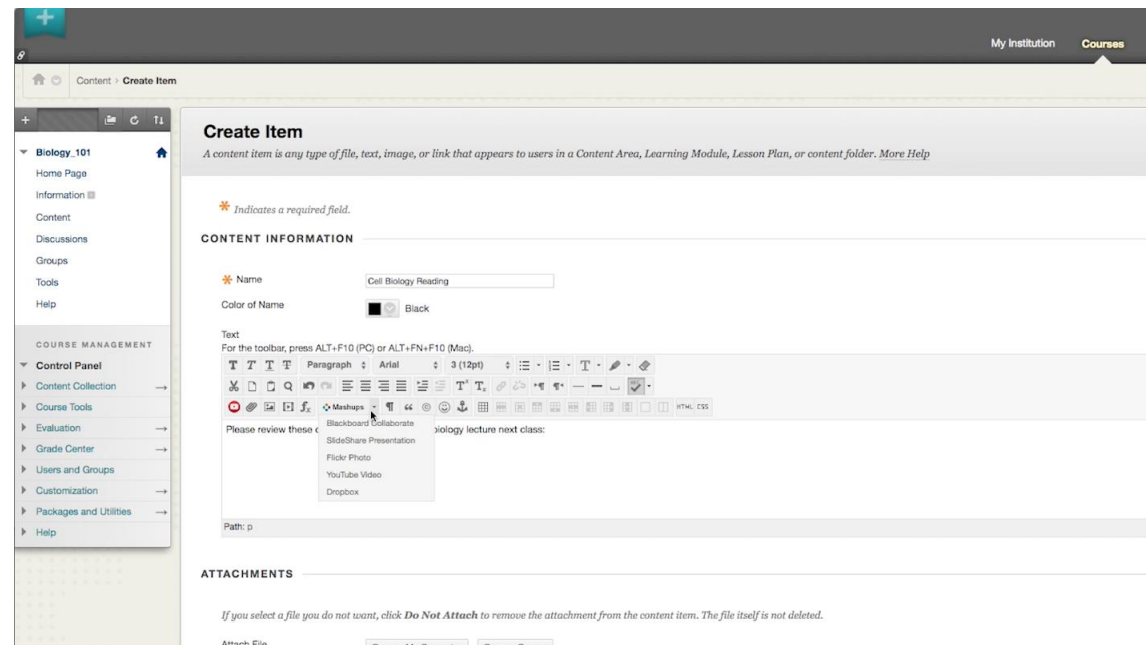 My Institution Courses
Content > Create Item
Biology_101
Home Page
Information
Content
Discussions
Groups
Tools
Help
COURSE MANAGEMENT
Control Panel
Content Collection
Course Tools
Evaluation
Grade Center
Users and Groups
Customization
Packages and Utilities
Help
Create Item
A content item is any type of file, text, image, or link that appears to users in a Content Area, Learning Module, Lesson Plan, or content folder. More Help
Indicates a required field.
CONTENT INFORMATION
Name Cell Biology Reading
Color of Name Black
Text
For the toolbar, press ALT+F10 (PC) or ALT+FN+F10 (Mac).
T T T T Paragraph Arial 3 (12pt)
Mashups HTML CSS
Please review these biology lecture next class:
Blackboard Collaborate
SlideShare Presentation
Flickr Photo
YouTube Video
Dropbox
Path: p
ATTACHMENTS
If you select a file you do not want, click Do Not Attach to remove the attachment from the content item. The file itself is not deleted.
Attach File